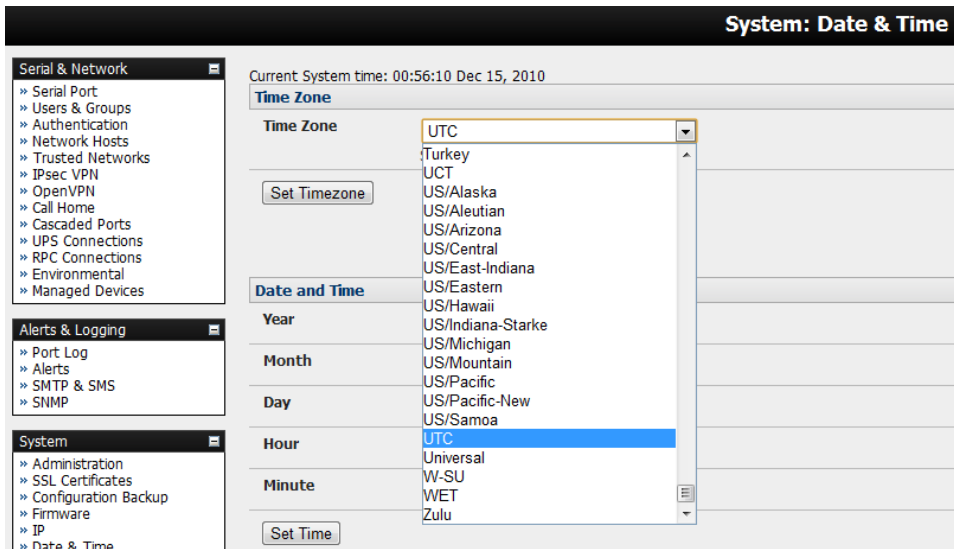 System: Date & Time
Serial & Network
» Serial Port
» Users & Groups
» Authentication
» Network Hosts
» Trusted Networks
» IPsec VPN
» OpenVPN
» Call Home
» Cascaded Ports
» UPS Connections
» RPC Connections
» Environmental
» Managed Devices
Alerts & Logging
» Port Log
» Alerts
» SMTP & SMS
» SNMP
System
» Administration
» SSL Certificates
» Configuration Backup
» Firmware
» IP
» Date & Time
Current System time: 00:56:10 Dec 15, 2010
Time Zone
Time Zone
UTC
Turkey
UCT
US/Alaska
US/Aleutian
US/Arizona
US/Central
US/East-Indiana
US/Eastern
US/Hawaii
US/Indiana-Starke
US/Michigan
US/Mountain
US/Pacific
US/Pacific-New
US/Samoa
UTC
Universal
W-SU
WET
Zulu
Set Timezone
Date and Time
Year
Month
Day
Hour
Minute
Set Time